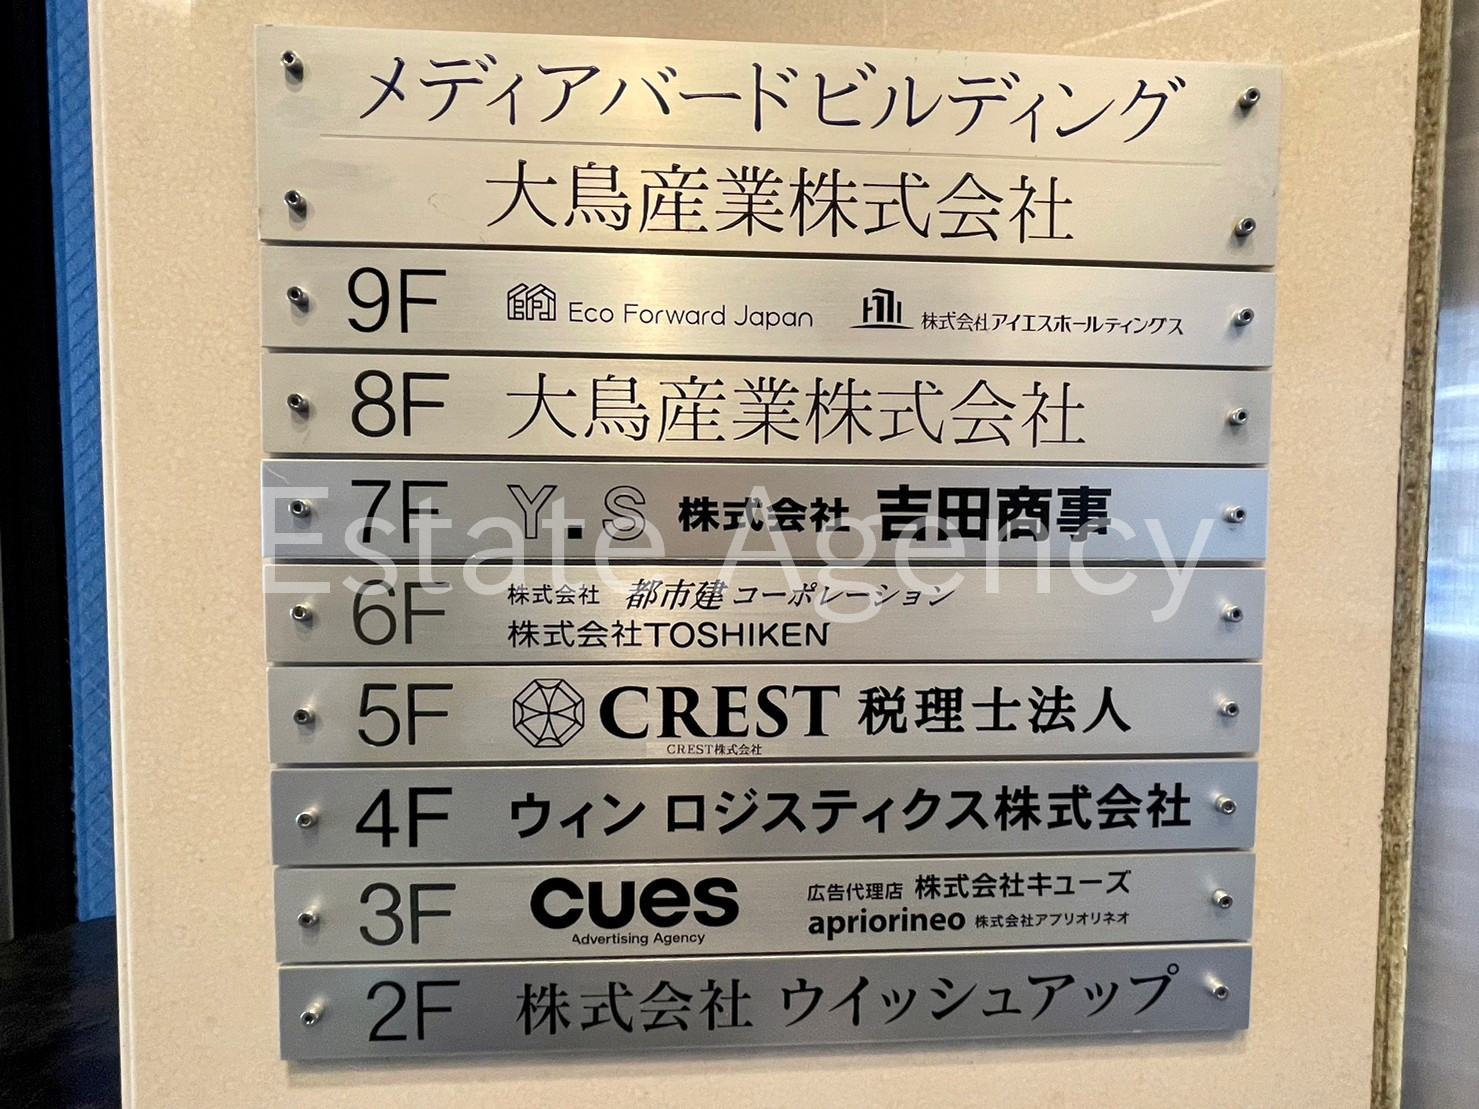 メディアバードビルディング
大鳥産業株式会社
9F Eco Forward Japan 株式会社アイエスホールディングス
8F 大鳥産業株式会社
7F Y.S 株式会社 吉田商事
Estate Agency
6F 株式会社 都市建コーポレーション
株式会社TOSHIKEN
5F CREST 税理士法人
CREST株式会社
4F ウィン ロジスティクス株式会社
3F cues 広告代理店 株式会社キューズ
Advertising Agency apriorineo 株式会社アプリオリネオ
2F 株式会社 ウイッシュアップ